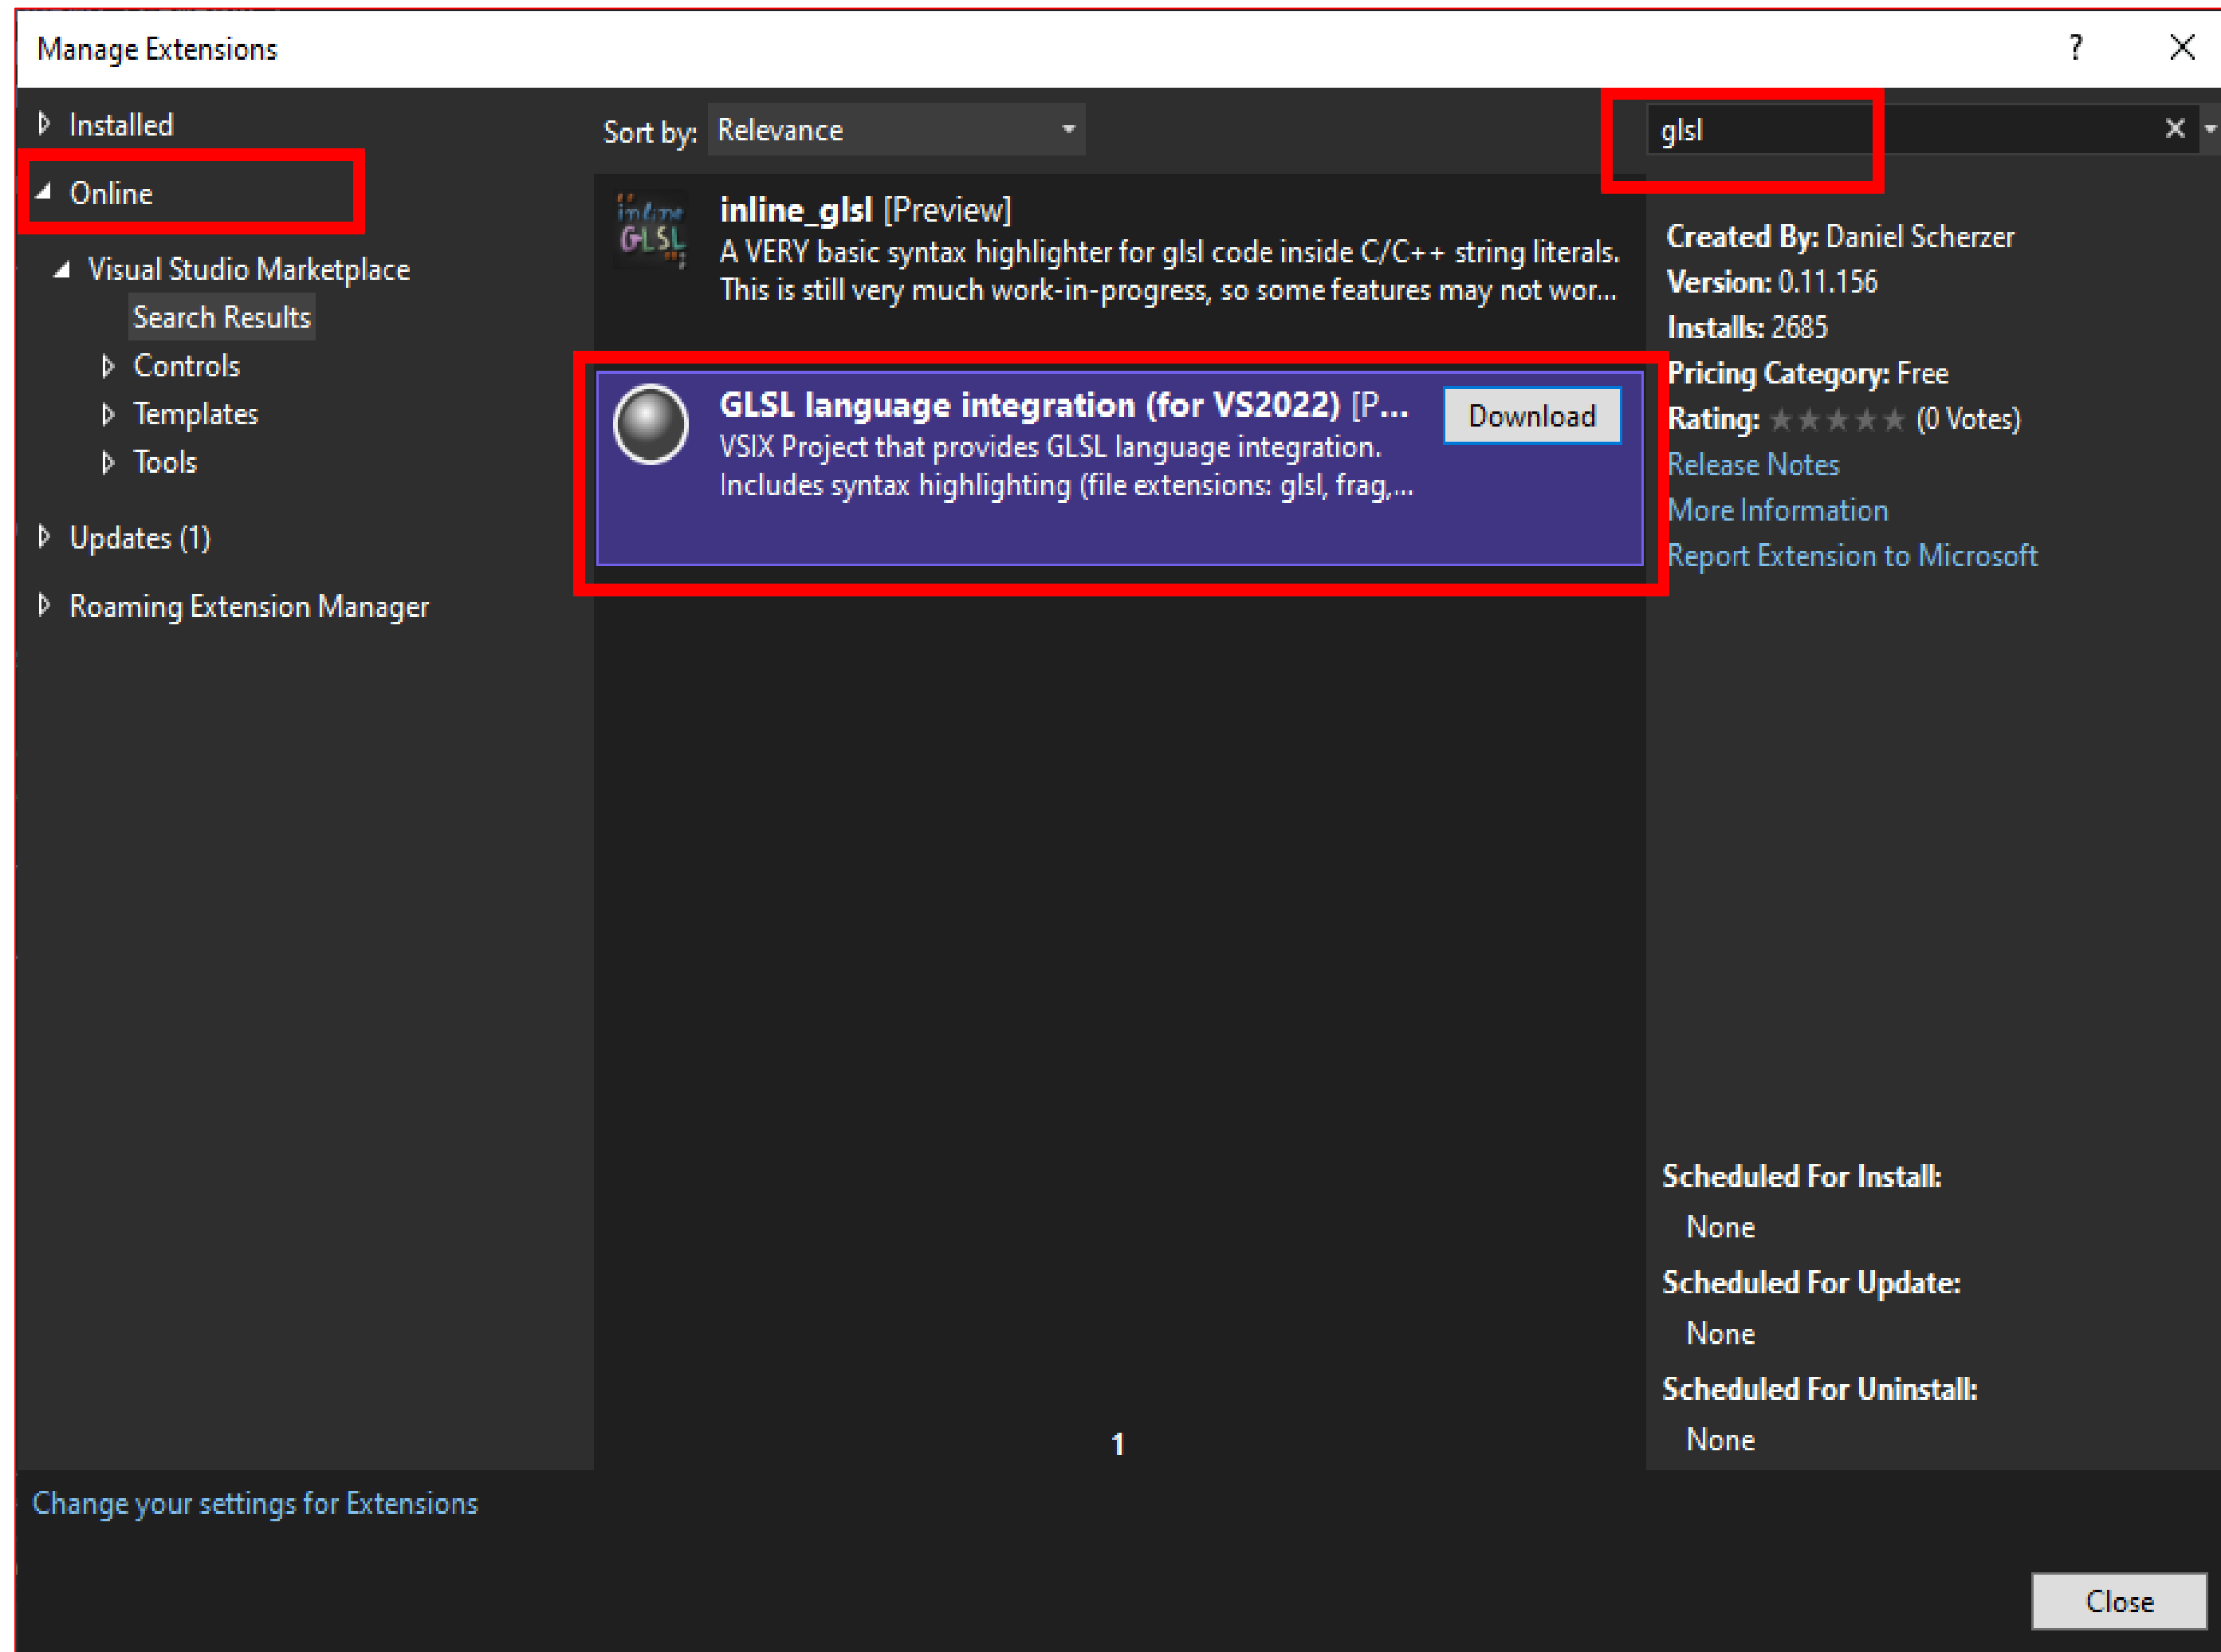 Manage Extensions
?
Installed
Online
Visual Studio Marketplace
Search Results
Controls
Templates
Tools
Updates (1)
Roaming Extension Manager
Sort by: Relevance
glsl
inline GLSL
inline_glsl [Preview]
A VERY basic syntax highlighter for glsl code inside C/C++ string literals.
This is still very much work-in-progress, so some features may not wor...
GLSL language integration (for VS2022) [P...
Download
VSIX Project that provides GLSL language integration.
Includes syntax highlighting (file extensions: glsl, frag,...
1
Created By: Daniel Scherzer
Version: 0.11.156
Installs: 2685
Pricing Category: Free
Rating: ★★★★★ (0 Votes)
Release Notes
More Information
Report Extension to Microsoft
Scheduled For Install:
None
Scheduled For Update:
None
Scheduled For Uninstall:
None
Change your settings for Extensions
Close